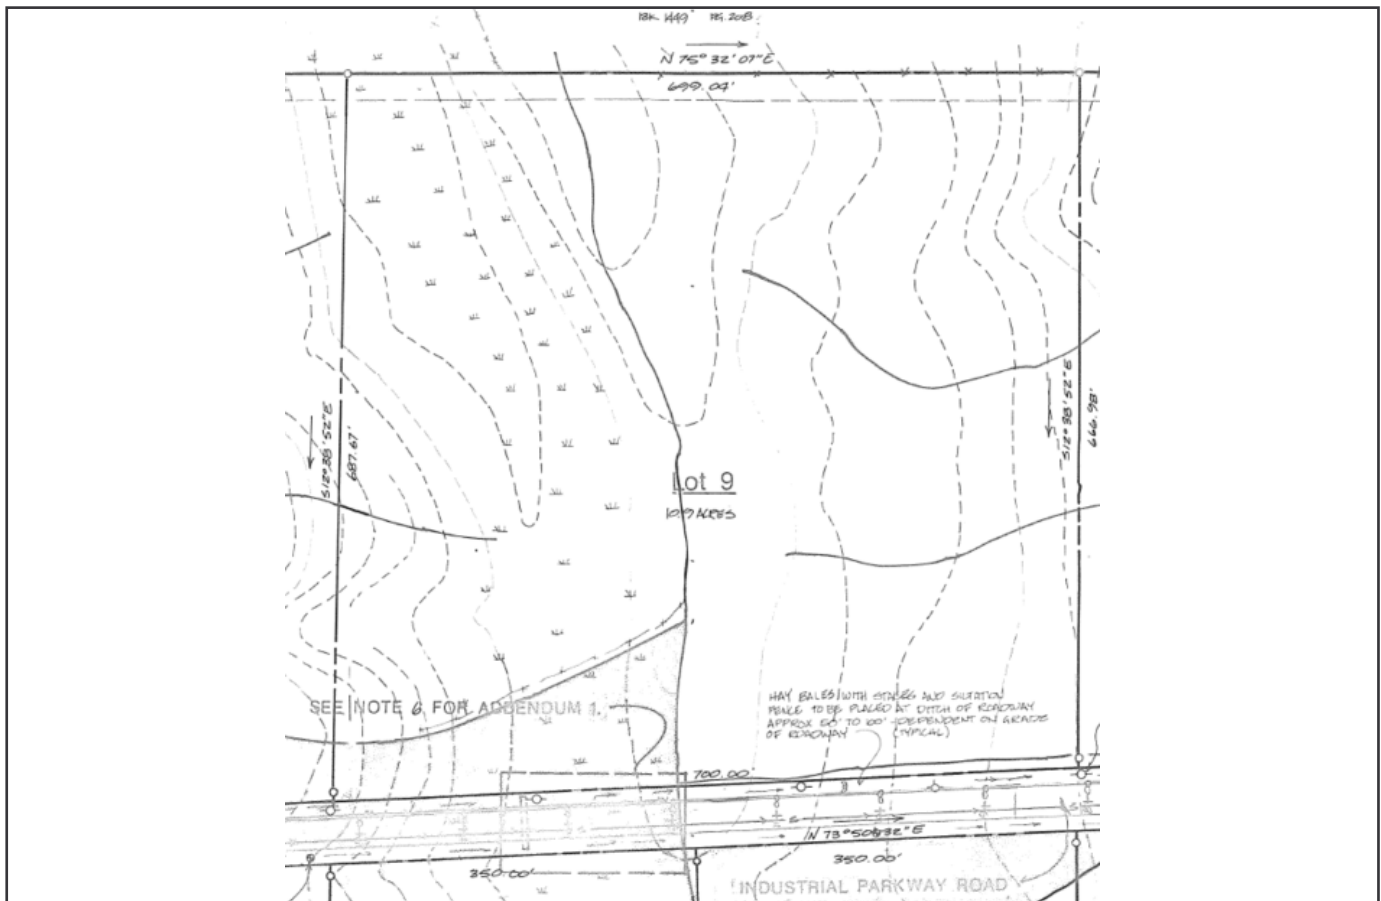 BK. 1449 PG. 208
N 75° 32' 07" E
699.04'
S12° 38' 52" E
687.67'
S12° 38' 52" E
666.98'
Lot 9
10.9 ACRES
HAY BALES WITH STAKES AND SILTATION
FENCE TO BE PLACED AT DITCH OF ROADWAY
APPROX 50' TO 100' DEPENDENT ON GRADE
OF ROADWAY (TYPICAL)
SEE NOTE 6 FOR ADDENDUM 1.
700.00'
N 73° 50' 32" E
350.00'
350.00'
INDUSTRIAL PARKWAY ROAD